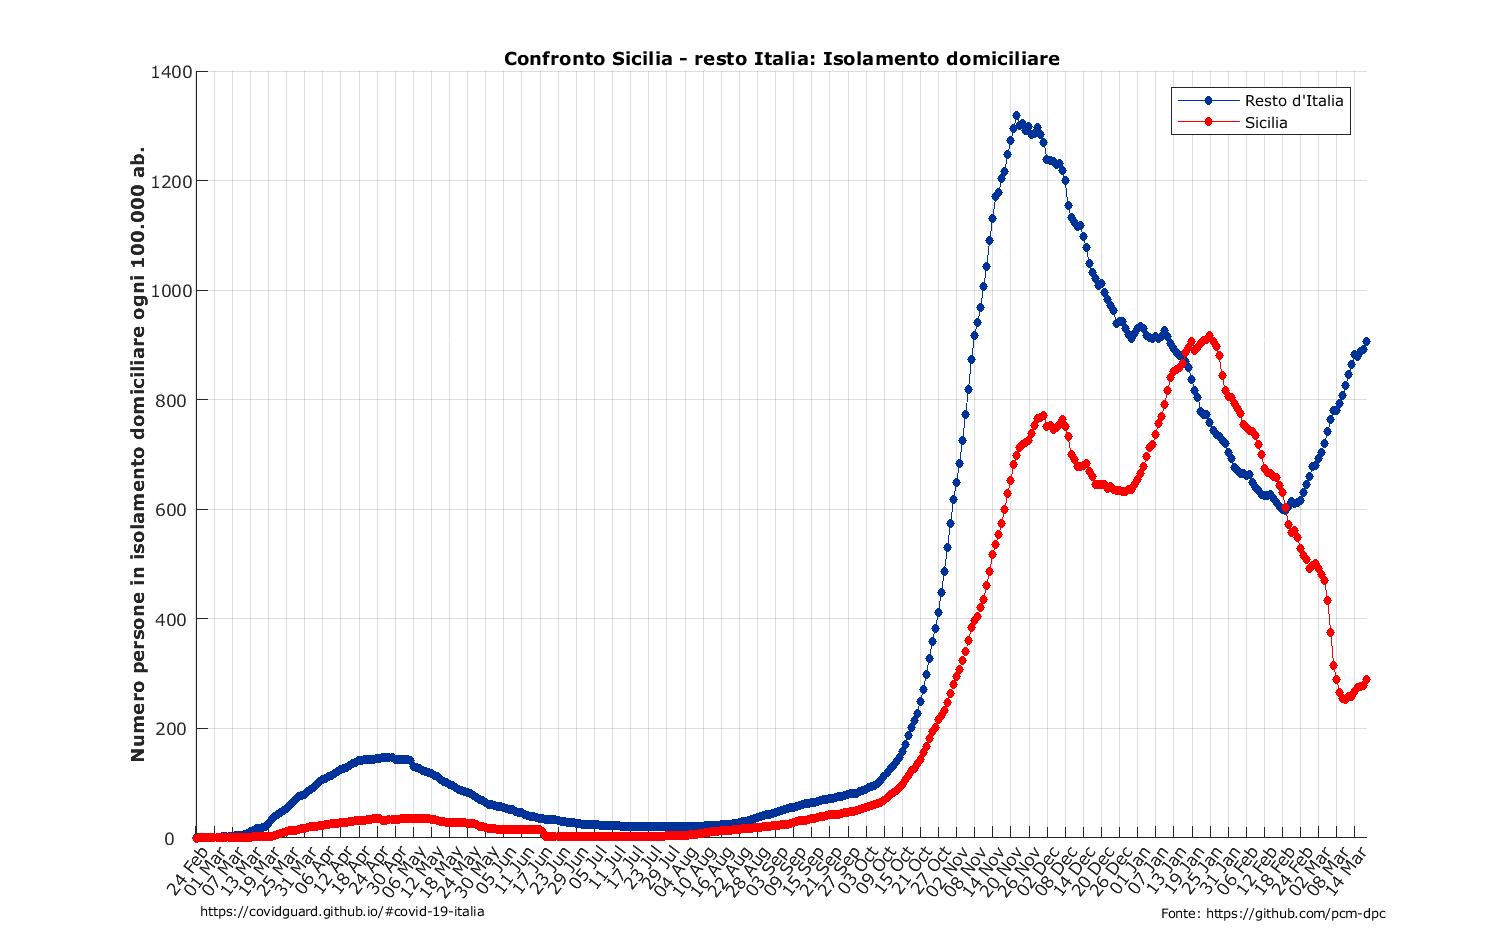 Confronto Sicilia - resto Italia: Isolamento domiciliare
Numero persone in isolamento domiciliare ogni 100.000 ab.
1400
1200
1000
800
600
400
200
0
Resto d'Italia
Sicilia
24 Feb
01 Mar
07 Mar
13 Mar
19 Mar
25 Mar
31 Mar
06 Apr
12 Apr
18 Apr
24 Apr
30 Apr
06 May
12 May
18 May
24 May
30 May
05 Jun
11 Jun
17 Jun
23 Jun
29 Jun
05 Jul
11 Jul
17 Jul
23 Jul
29 Jul
04 Aug
10 Aug
16 Aug
22 Aug
28 Aug
03 Sep
09 Sep
15 Sep
21 Sep
27 Sep
03 Oct
09 Oct
15 Oct
21 Oct
27 Oct
02 Nov
08 Nov
14 Nov
20 Nov
26 Nov
02 Dec
08 Dec
14 Dec
20 Dec
26 Dec
01 Jan
07 Jan
13 Jan
19 Jan
25 Jan
31 Jan
06 Feb
12 Feb
18 Feb
24 Feb
02 Mar
08 Mar
14 Mar
https://covidguard.github.io/#covid-19-italia
Fonte: https://github.com/pcm-dpc